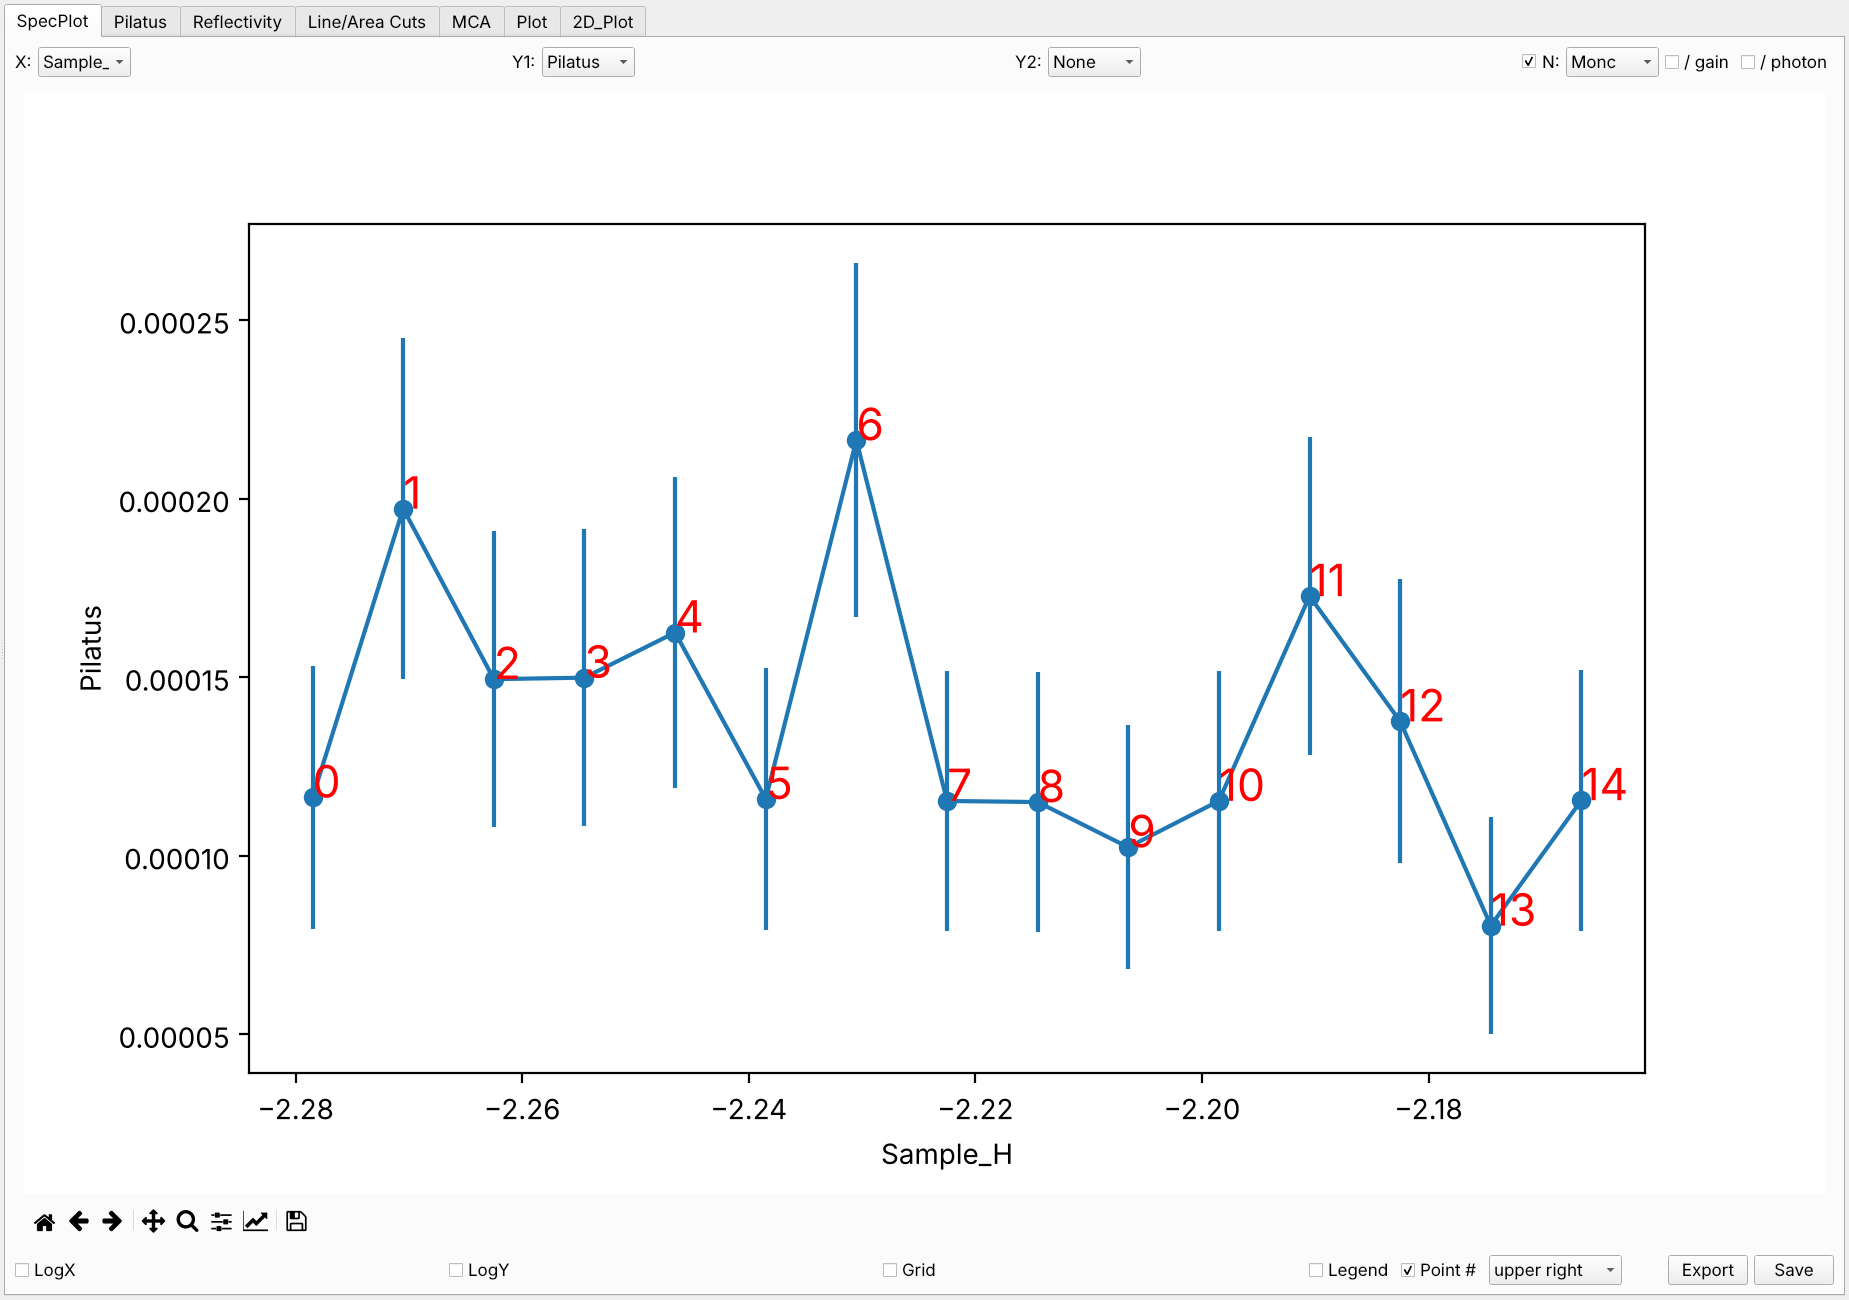 SpecPlot Pilatus Reflectivity Line/Area Cuts MCA Plot 2D_Plot
X: Sample_ Y1: Pilatus Y2: None N: Monc / gain / photon
6
0.00025
1
0.00020
11
4
2 3
Pilatus
0.00015
12
0 5 7 8 10 14
9
0.00010
13
0.00005
−2.28 −2.26 −2.24 −2.22 −2.20 −2.18
Sample_H
LogX LogY Grid Legend Point # upper right Export Save